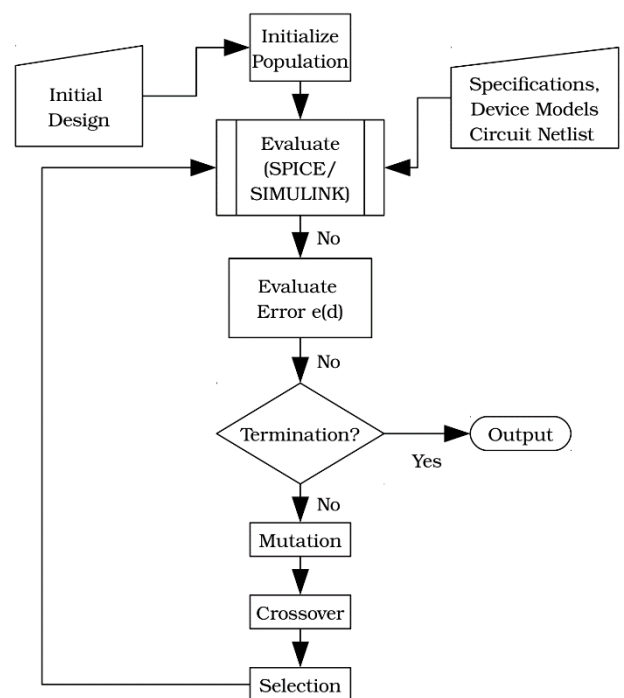 Initialize
Population
Initial
Design
Specifications,
Device Models
Circuit Netlist
Evaluate
(SPICE/
SIMULINK)
No
Evaluate
Error e(d)
No
Termination?
Output
Yes
No
Mutation
Crossover
Selection